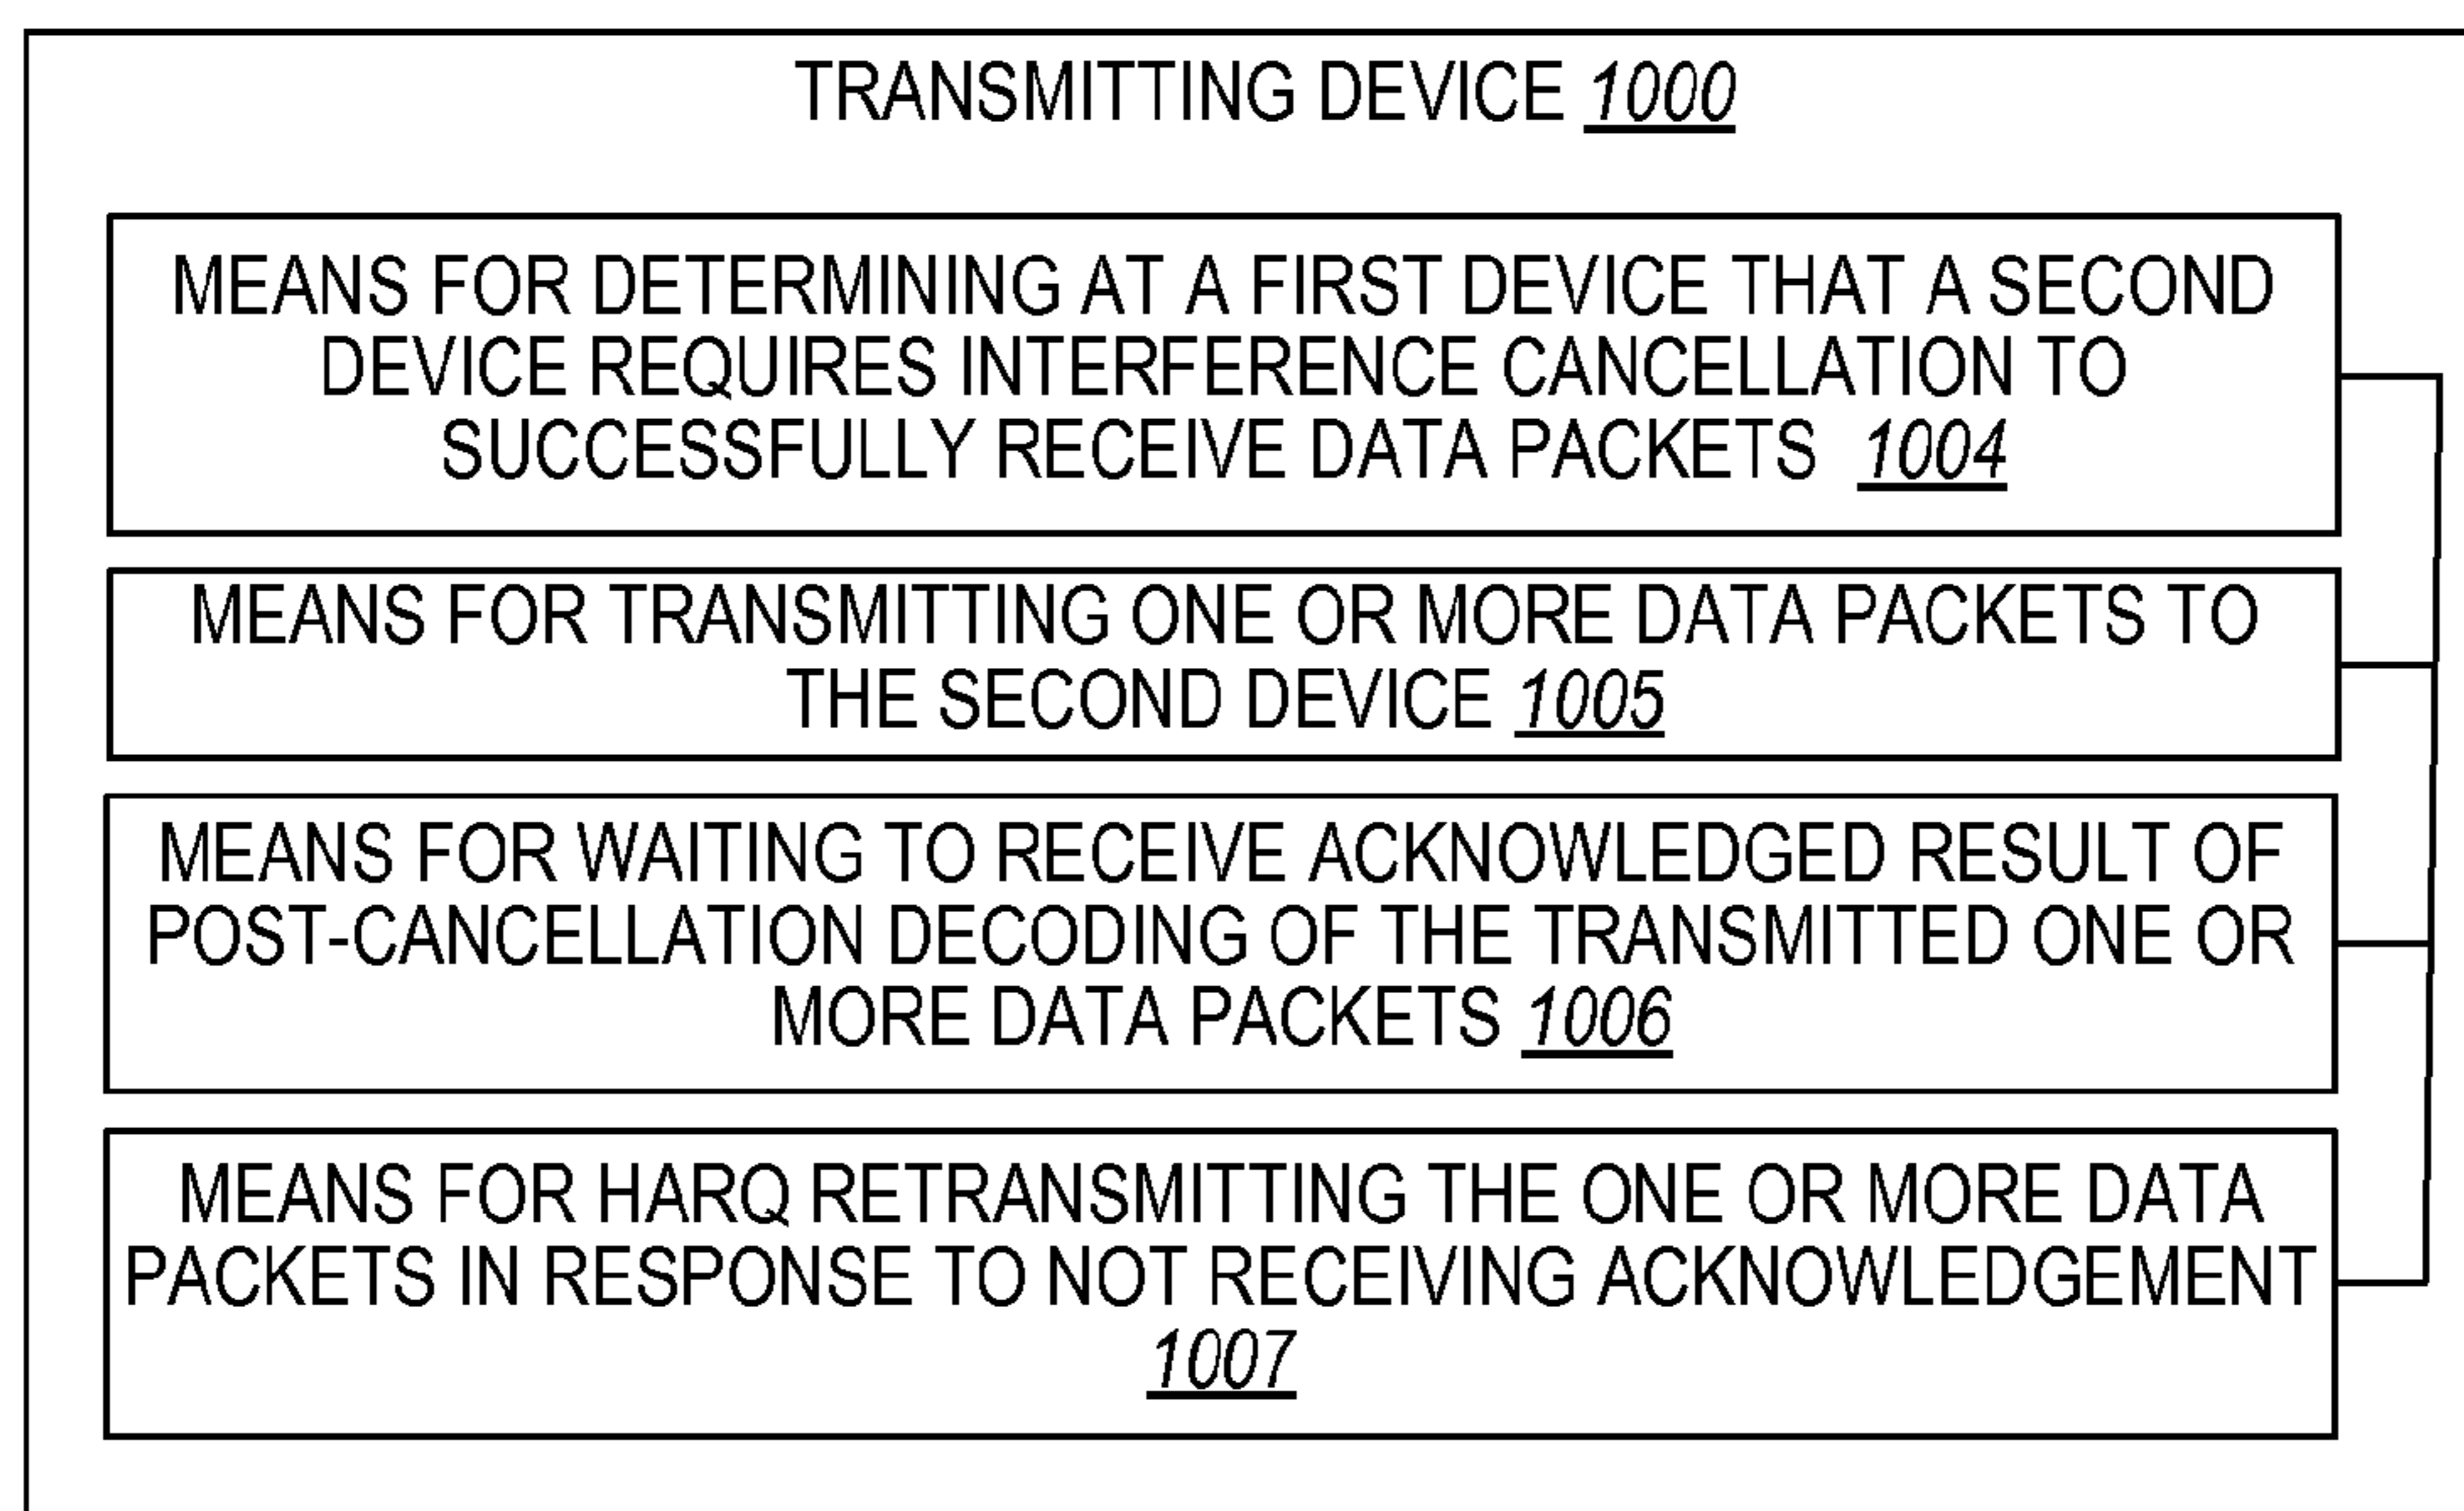 TRANSMITTING DEVICE 1000
MEANS FOR DETERMINING AT A FIRST DEVICE THAT A SECOND
DEVICE REQUIRES INTERFERENCE CANCELLATION TO
SUCCESSFULLY RECEIVE DATA PACKETS 1004
MEANS FOR TRANSMITTING ONE OR MORE DATA PACKETS TO
THE SECOND DEVICE 1005
MEANS FOR WAITING TO RECEIVE ACKNOWLEDGED RESULT OF
POST-CANCELLATION DECODING OF THE TRANSMITTED ONE OR
MORE DATA PACKETS 1006
MEANS FOR HARQ RETRANSMITTING THE ONE OR MORE DATA
PACKETS IN RESPONSE TO NOT RECEIVING ACKNOWLEDGEMENT
1007